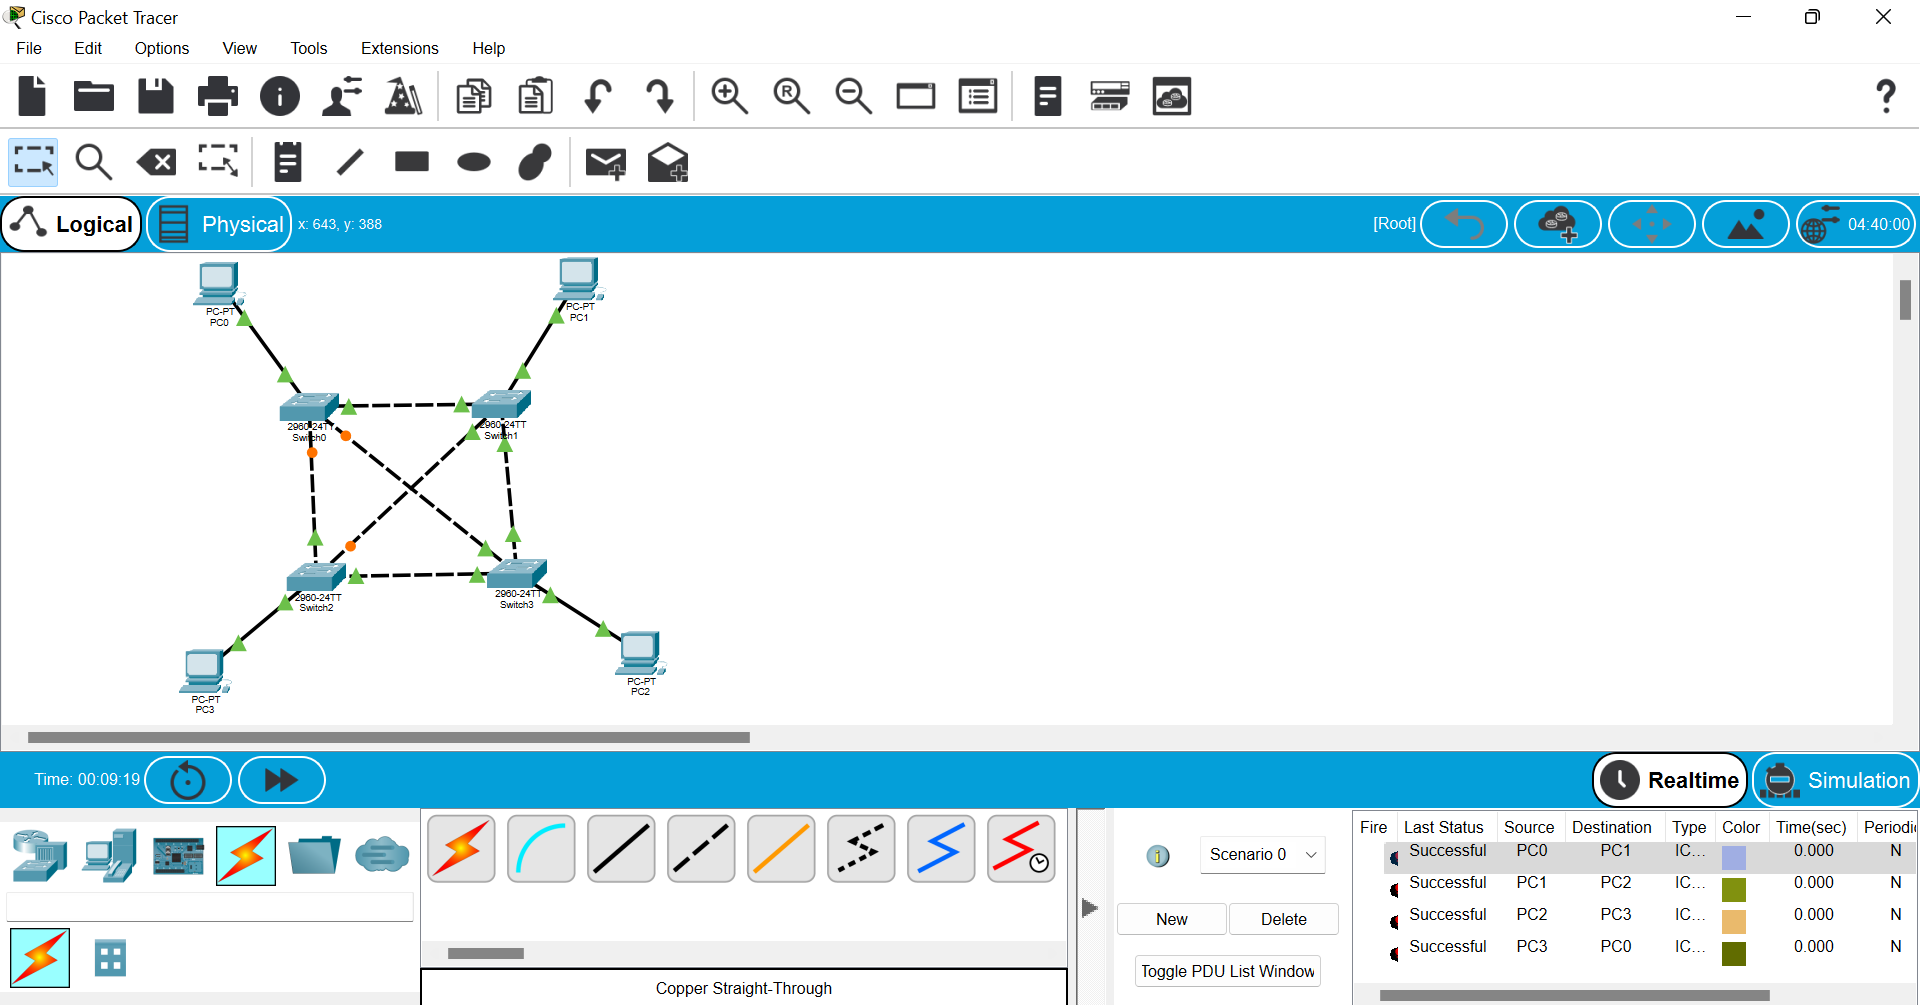 Cisco Packet Tracer
File Edit Options View Tools Extensions Help
Logical Physical x: 643, y: 388 [Root] 04:40:00
PC-PT
PC0
PC-PT
PC1
2960-24TT
Switch0
2960-24TT
Switch1
2960-24TT
Switch2
2960-24TT
Switch3
PC-PT
PC2
PC-PT
PC3
Time: 00:09:19 Realtime Simulation
Scenario 0
New Delete
Toggle PDU List Window
Copper Straight-Through
Fire Last Status Source Destination Type Color Time(sec) Periodi
Successful PC0 PC1 IC... 0.000 N
Successful PC1 PC2 IC... 0.000 N
Successful PC2 PC3 IC... 0.000 N
Successful PC3 PC0 IC... 0.000 N